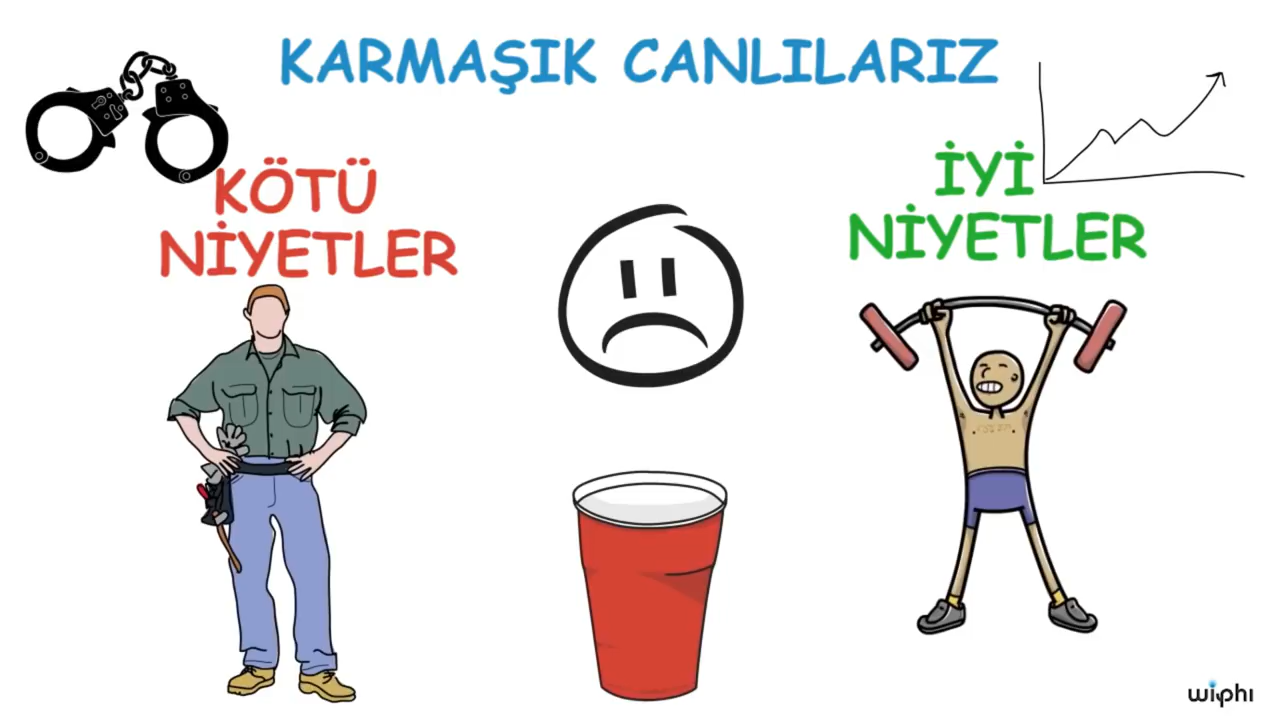 KARMAŞIK CANLILARIZ
KÖTÜ
NİYETLER
İYİ
NİYETLER
wiphi